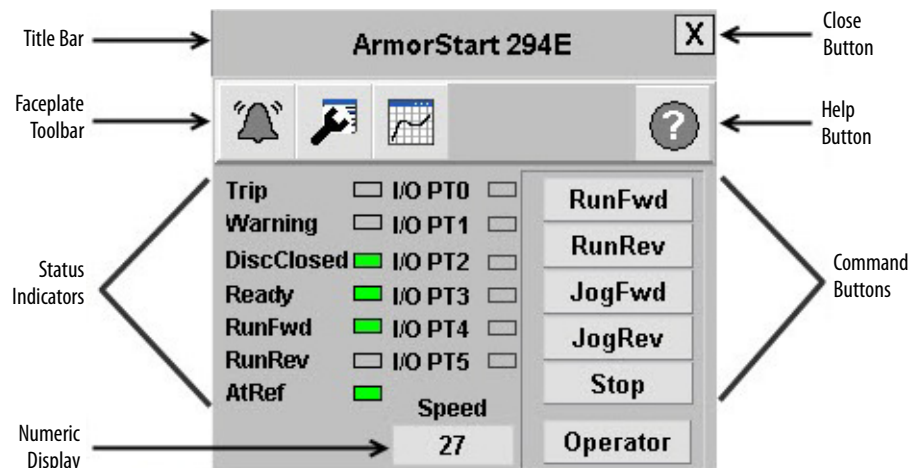 Title Bar
ArmorStart 294E
X
Close
Button
Faceplate
Toolbar
?
Help
Button
Status
Indicators
Trip
Warning
DiscClosed
Ready
RunFwd
RunRev
AtRef
I/O PT0
I/O PT1
I/O PT2
I/O PT3
I/O PT4
I/O PT5
RunFwd
RunRev
JogFwd
JogRev
Stop
Operator
Command
Buttons
Numeric
Display
Speed
27